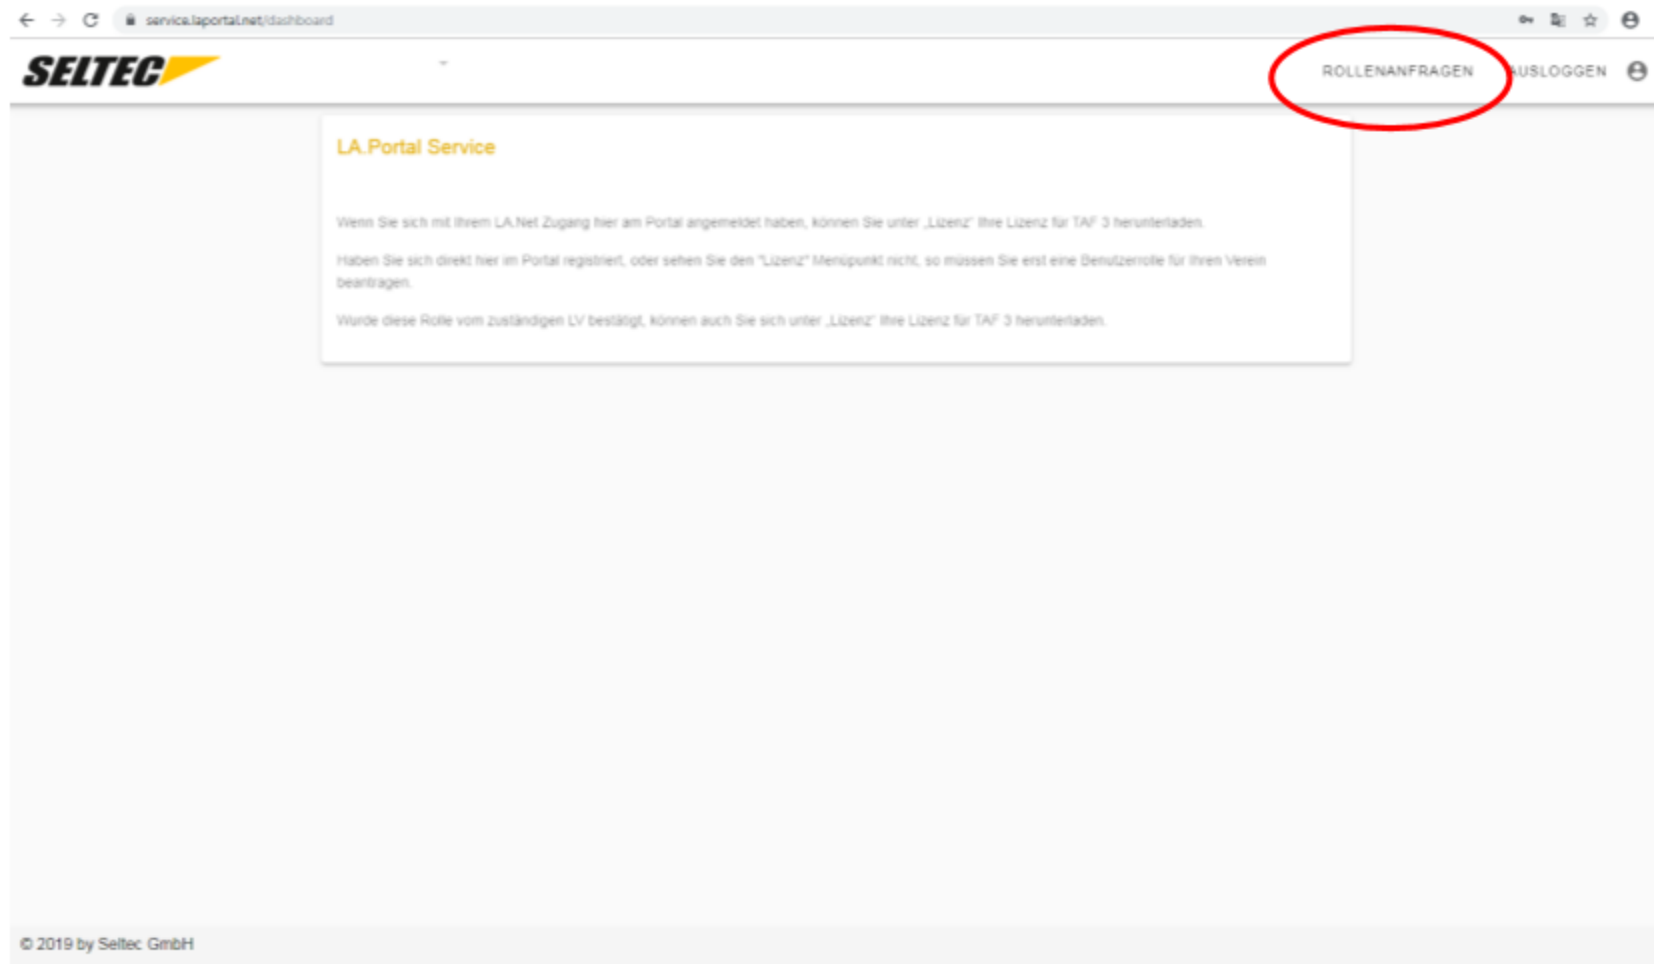 service.laportal.net/dashboard
SELTEC
ROLLENANFRAGEN
AUSLOGGEN
LA.Portal Service
Wenn Sie sich mit Ihrem LA.Net Zugang hier am Portal angemeldet haben, können Sie unter „Lizenz“ Ihre Lizenz für TAF 3 herunterladen.
Haben Sie sich direkt hier im Portal registriert, oder sehen Sie den "Lizenz" Menüpunkt nicht, so müssen Sie erst eine Benutzerrolle für Ihren Verein
beantragen.
Wurde diese Rolle vom zuständigen LV bestätigt, können auch Sie sich unter „Lizenz“ Ihre Lizenz für TAF 3 herunterladen.
© 2019 by Seltec GmbH